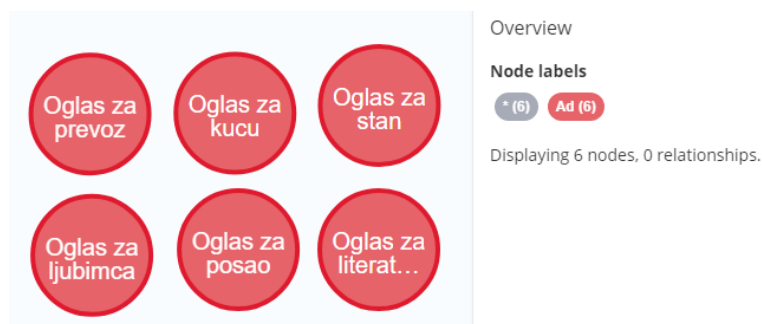 Oglas za
prevoz
Oglas za
kucu
Oglas za
stan
Oglas za
ljubimca
Oglas za
posao
Oglas za
literat...
Overview
Node labels
* (6)
Ad (6)
Displaying 6 nodes, 0 relationships.